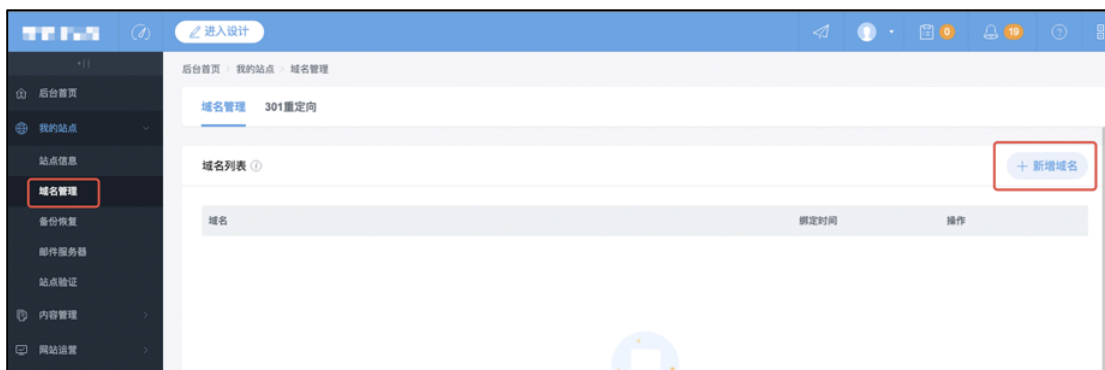 进入设计
0
19
后台首页 > 我的站点 > 域名管理
后台首页
域名管理 301重定向
我的站点
站点信息
域名列表
+ 新增域名
域名管理
备份恢复
域名 绑定时间 操作
邮件服务器
站点验证
内容管理
网站运营